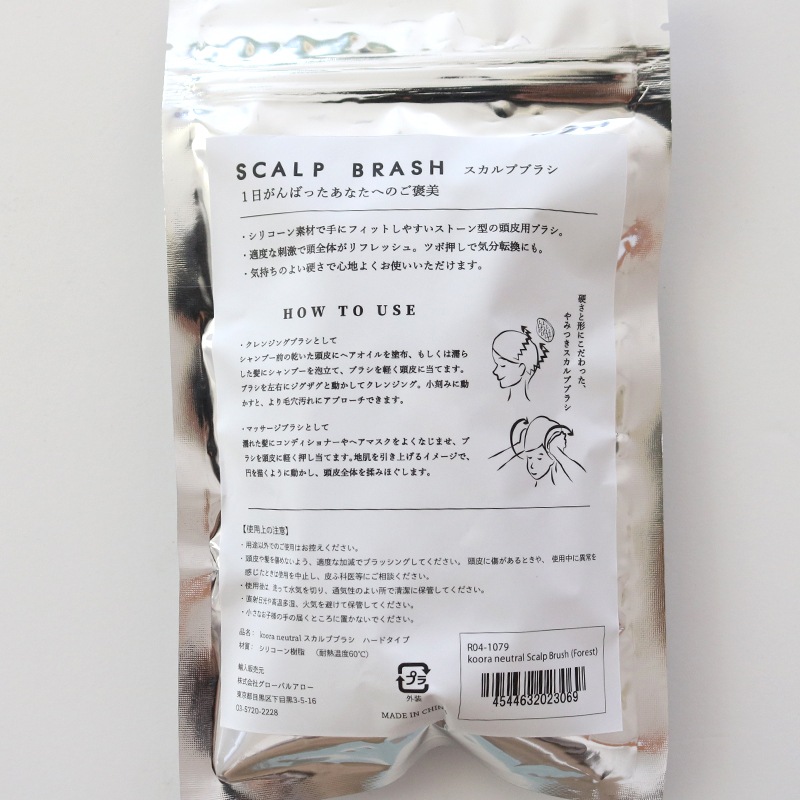 SCALP BRASH スカルプブラシ
1日がんばったあなたへのご褒美
・シリコーン素材で手にフィットしやすいストーン型の頭皮用ブラシ。
・適度な刺激で頭全体がリフレッシュ。ツボ押しで気分転換にも。
・気持ちのよい硬さで心地よくお使いいただけます。
HOW TO USE
硬さと形にこだわった、
やみつきスカルプブラシ
・クレンジングブラシとして
シャンプー前の乾いた頭皮にヘアオイルを塗布、もしくは濡ら
した髪にシャンプーを泡立て、ブラシを軽く頭皮に当てます。
ブラシを左右にジグザグと動かしてクレンジング。小刻みに動
かすと、より毛穴汚れにアプローチできます。
・マッサージブラシとして
濡れた髪にコンディショナーやヘアマスクをよくなじませ、ブ
ラシを頭皮に軽く押し当てます。地肌を引き上げるイメージで、
円を描くように動かし、頭皮全体を揉みほぐします。
【使用上の注意】
・用途以外でのご使用はお控えください。
・頭皮や髪を傷めないよう、適度な加減でブラッシングしてください。頭皮に傷があるときや、使用中に異常を
感じたときは使用を中止し、皮ふ科医等にご相談ください。
・使用後は、洗って水気を切り、通気性のよい所で清潔に保管してください。
・直射日光や高温多湿、火気を避けて保管してください。
・小さなお子様の手の届くところに置かないでください。
品名： koora neutral スカルプブラシ ハードタイプ
材質： シリコーン樹脂 （耐熱温度60℃）
輸入販売元
株式会社グローバルアロー
東京都目黒区下目黒3-5-16
03-5720-2228
プラ
外装
MADE IN CHIN
R04-1079
koora neutral Scalp Brush (Forest)
4544632023069